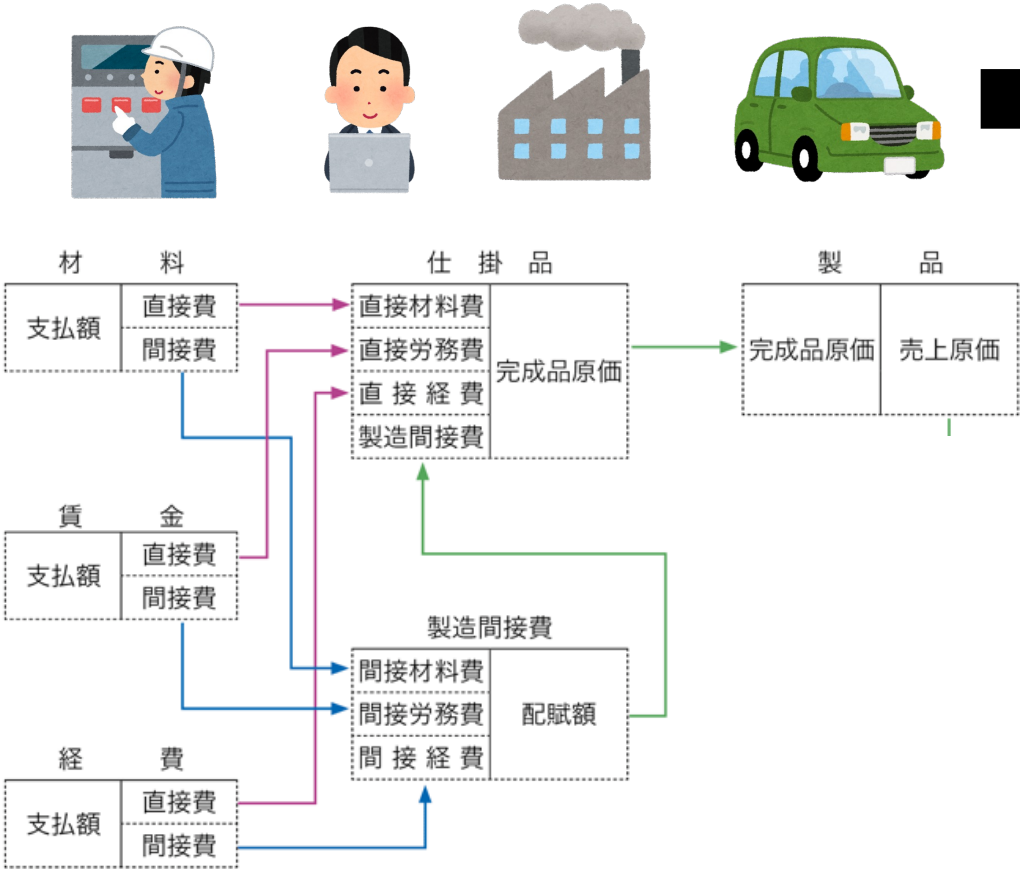 材料
支払額
直接費
間接費
賃金
支払額
直接費
間接費
経費
支払額
直接費
間接費
仕掛品
直接材料費
直接労務費
直接経費
製造間接費
完成品原価
製造間接費
間接材料費
間接労務費
間接経費
配賦額
製品
完成品原価
売上原価